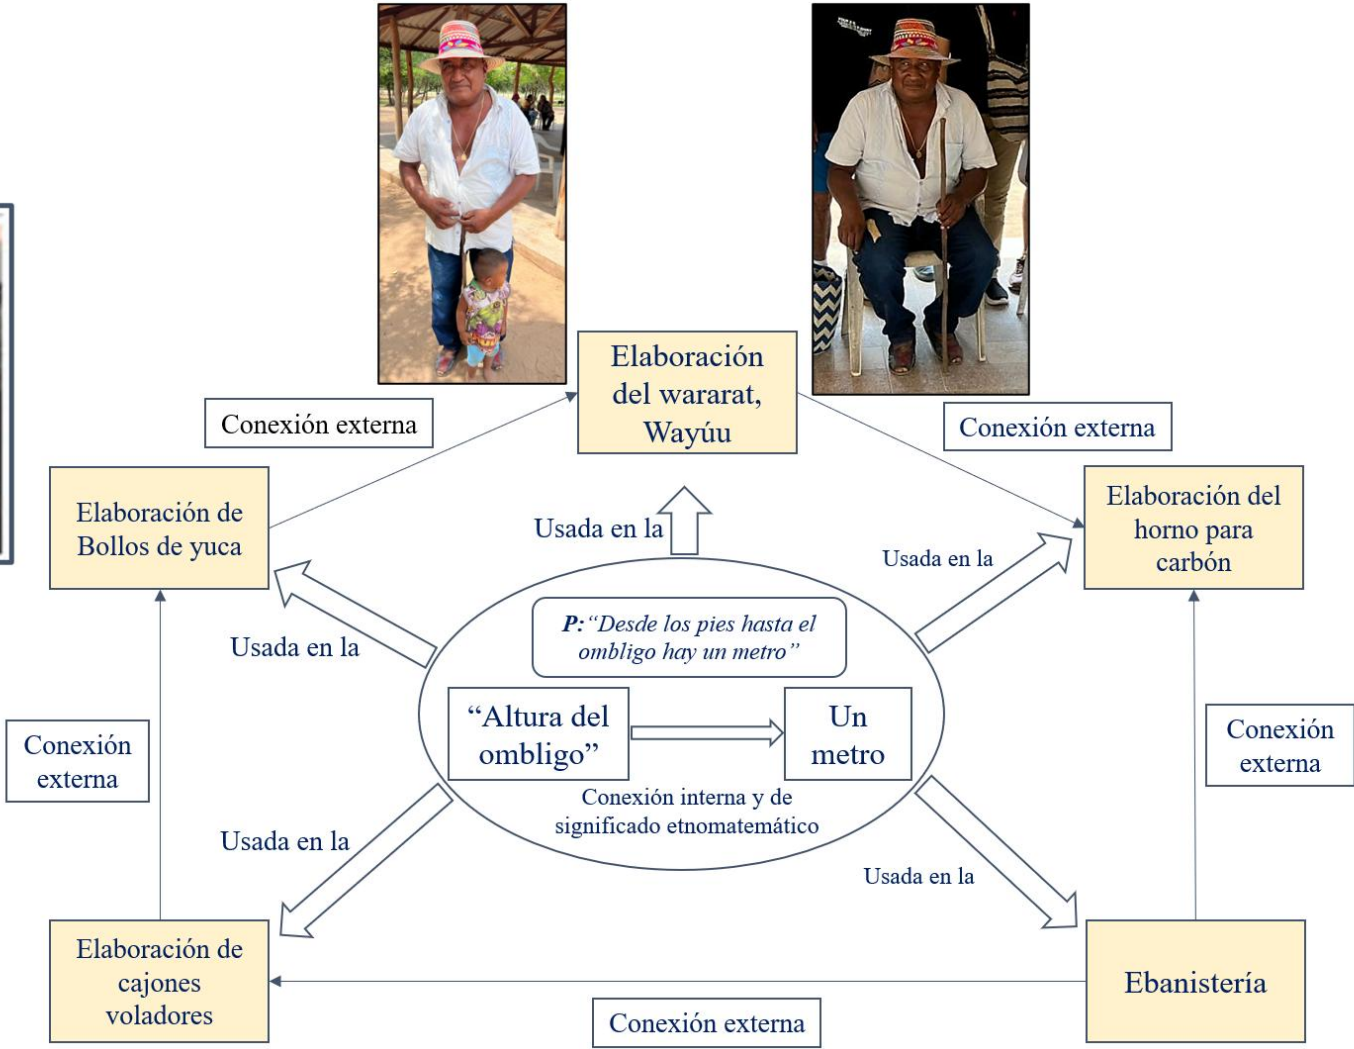 Elaboración
del wararat,
Wayúu
Conexión externa
Conexión externa
Elaboración de
Bollos de yuca
Elaboración del
horno para
carbón
Usada en la
Usada en la
Usada en la
P:“Desde los pies hasta el
ombligo hay un metro”
“Altura del
ombligo”
Un
metro
Conexión interna y de
significado etnomatemático
Conexión
externa
Conexión
externa
Usada en la
Usada en la
Elaboración de
cajones
voladores
Ebanistería
Conexión externa